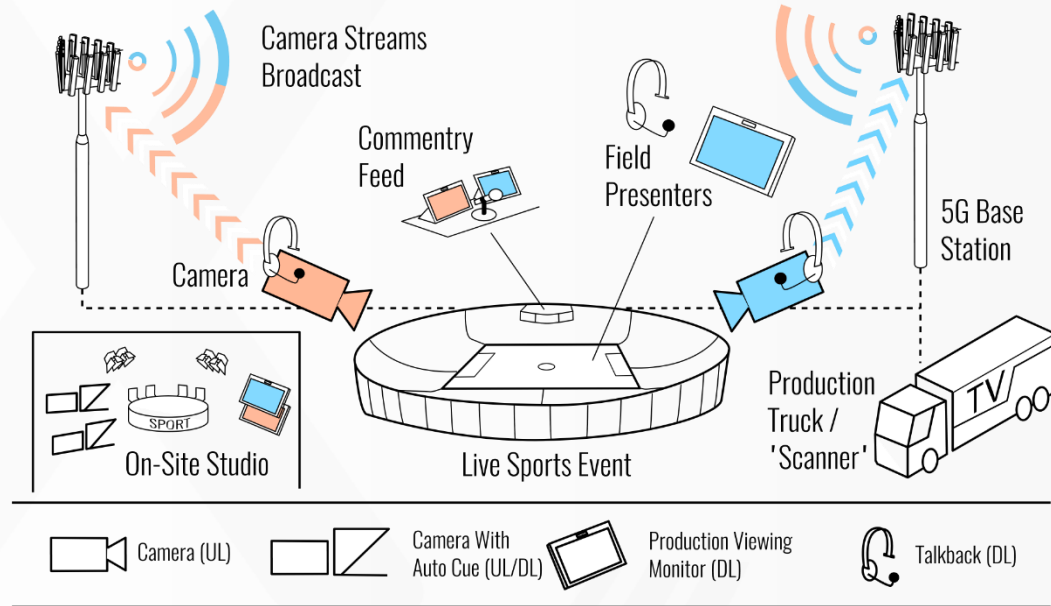 Camera Streams
Broadcast
Commentry
Feed
Field
Presenters
5G Base
Station
Camera
Production
Truck /
'Scanner'
TV
SPORT
On-Site Studio
Live Sports Event
Camera (UL)
Camera With
Auto Cue (UL/DL)
Production Viewing
Monitor (DL)
Talkback (DL)